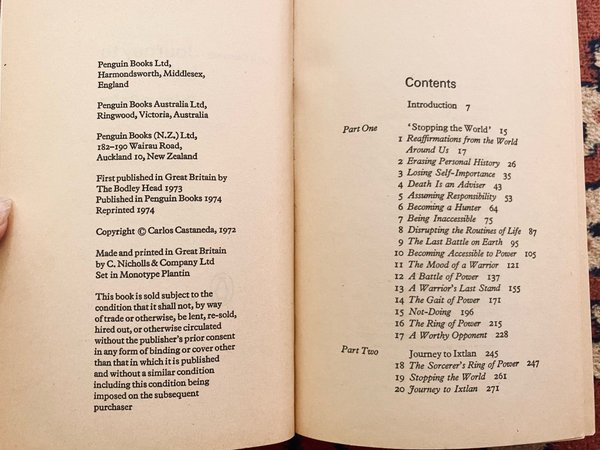 Penguin Books Ltd,
Harmondsworth, Middlesex,
England
Penguin Books Australia Ltd,
Ringwood, Victoria, Australia
Penguin Books (N.Z.) Ltd,
182–190 Wairau Road,
Auckland 10, New Zealand
First published in Great Britain by
The Bodley Head 1973
Published in Penguin Books 1974
Reprinted 1974
Copyright © Carlos Castaneda, 1972
Made and printed in Great Britain
by C. Nicholls & Company Ltd
Set in Monotype Plantin
This book is sold subject to the
condition that it shall not, by way
of trade or otherwise, be lent, re-sold,
hired out, or otherwise circulated
without the publisher's prior consent
in any form of binding or cover other
than that in which it is published
and without a similar condition
including this condition being
imposed on the subsequent
purchaser
Contents
Introduction 7
Part One 'Stopping the World' 15
1 Reaffirmations from the World
Around Us 17
2 Erasing Personal History 26
3 Losing Self-Importance 35
4 Death Is an Adviser 43
5 Assuming Responsibility 53
6 Becoming a Hunter 64
7 Being Inaccessible 75
8 Disrupting the Routines of Life 87
9 The Last Battle on Earth 95
10 Becoming Accessible to Power 105
11 The Mood of a Warrior 121
12 A Battle of Power 137
13 A Warrior's Last Stand 155
14 The Gait of Power 171
15 Not-Doing 196
16 The Ring of Power 215
17 A Worthy Opponent 228
Part Two Journey to Ixtlan 245
18 The Sorcerer's Ring of Power 247
19 Stopping the World 261
20 Journey to Ixtlan 271